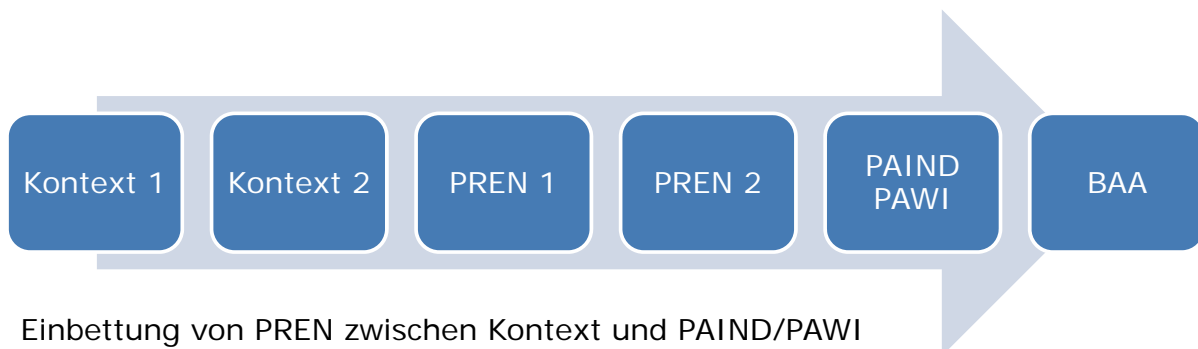 Kontext 1
Kontext 2
PREN 1
PREN 2
PAIND
PAWI
BAA
Einbettung von PREN zwischen Kontext und PAIND/PAWI